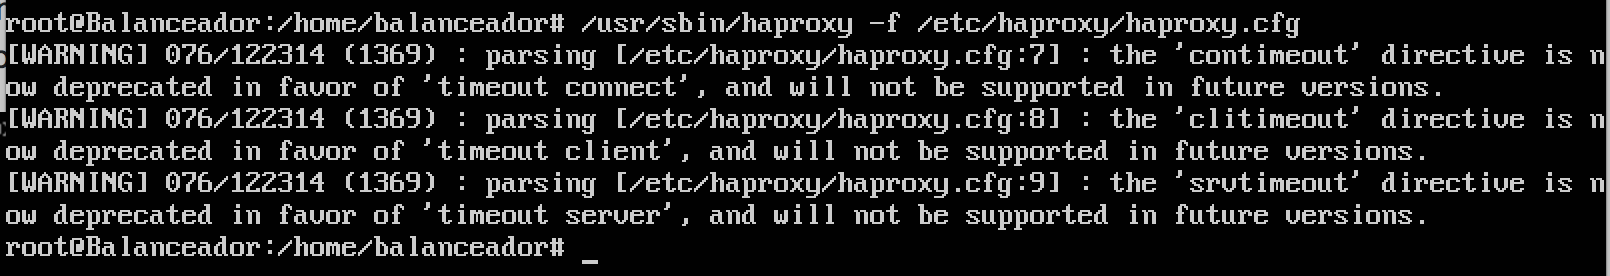 root@Balanceador:/home/balanceador# /usr/sbin/haproxy -f /etc/haproxy/haproxy.cfg
[WARNING] 076/122314 (1369) : parsing [/etc/haproxy/haproxy.cfg:7] : the 'contimeout' directive is n
ow deprecated in favor of 'timeout connect', and will not be supported in future versions.
[WARNING] 076/122314 (1369) : parsing [/etc/haproxy/haproxy.cfg:8] : the 'clitimeout' directive is n
ow deprecated in favor of 'timeout client', and will not be supported in future versions.
[WARNING] 076/122314 (1369) : parsing [/etc/haproxy/haproxy.cfg:9] : the 'srvtimeout' directive is n
ow deprecated in favor of 'timeout server', and will not be supported in future versions.
root@Balanceador:/home/balanceador# _